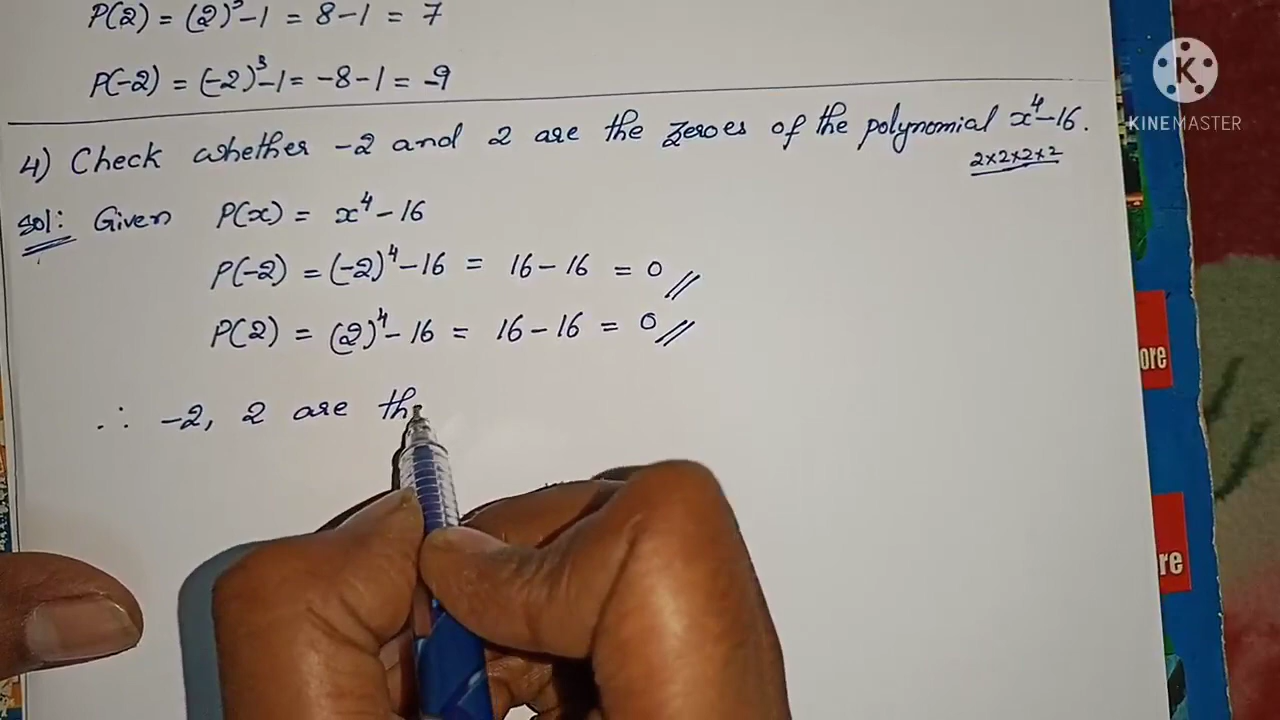 P(2) = (2)³-1 = 8-1 = 7
P(-2) = (-2)³-1 = -8-1 = -9
4) Check whether -2 and 2 are the zeroes of the polynomial x⁴-16.
2×2×2×2
Sol: Given P(x) = x⁴-16
P(-2) = (-2)⁴-16 = 16-16 = 0 //
P(2) = (2)⁴-16 = 16-16 = 0 //
∴ -2, 2 are th
K
KINEMASTER
ore
re